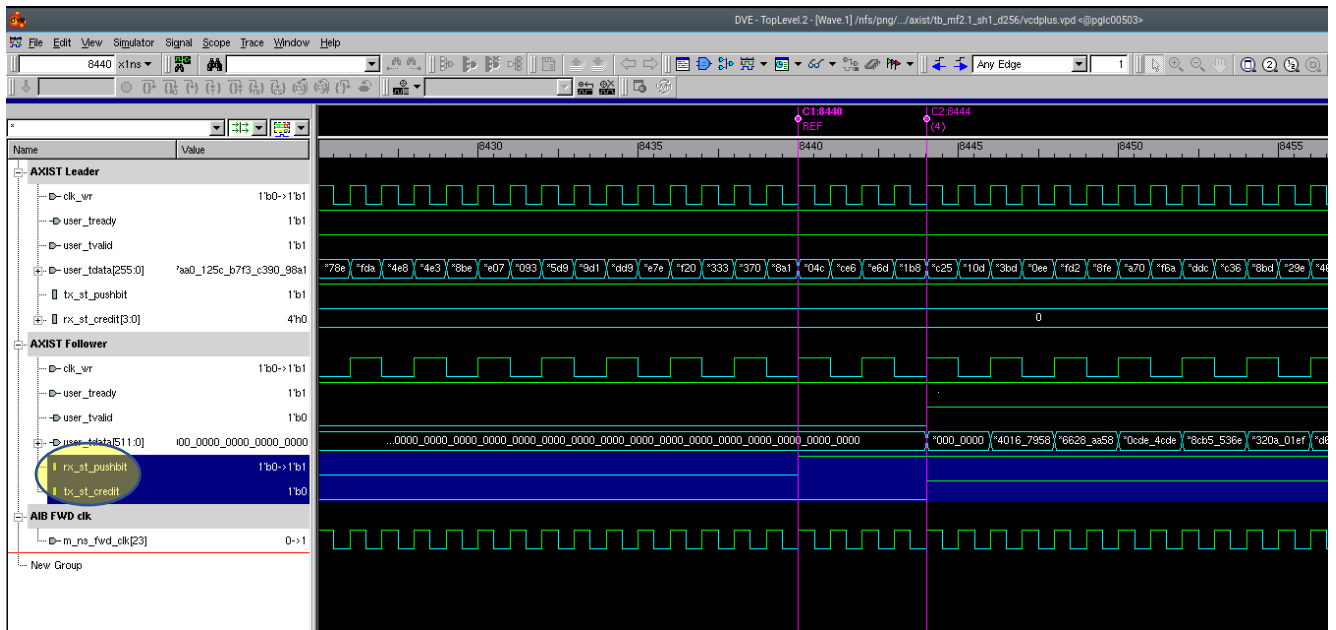 dve
DVE - TopLevel.2 - [Wave.1] /nfs/png/.../axist/tb_mf2.1_sh1_d256/vcdplus.vpd <@pglc00503>
File Edit View Simulator Signal Scope Trace Window Help
8440 x1ns Any Edge 1
C1:8440 C2:8444
REF (4)
*
Name Value
8430 8435 8440 8445 8450 8455
AXIST Leader
clk_wr 1'b0->1'b1
user_tready 1'b1
user_tvalid 1'b1
user_tdata[255:0] *aa0_125c_b7f3_c390_98a1 *78e *fda *4e8 *4e3 *8be *e07 *093 *5d9 *9d1 *dd9 *e7e *f20 *333 *370 *8a1 *04c *ce6 *e6d *1b8 *c25 *10d *3bd *0ee *fd2 *8fe *a70 *f6a *ddc *c36 *8bd *29e *46
tx_st_pushbit 1'b1
rx_st_credit[3:0] 4'h0 0
AXIST Follower
clk_wr 1'b0->1'b1
user_tready 1'b1
user_tvalid 1'b0
user_tdata[511:0] 100_0000_0000_0000_0000 ...0000_0000_0000_0000_0000_0000_0000_0000_0000_0000_0000_0000_0000_0000_0000 *000_0000 *4016_7958 *6628_aa58 *0cde_4cde *8cb5_536e *320a_01ef *d6
rx_st_pushbit 1'b0->1'b1
tx_st_credit 1'b0
AIB FWD clk
m_ns_fwd_clk[23] 0->1
New Group